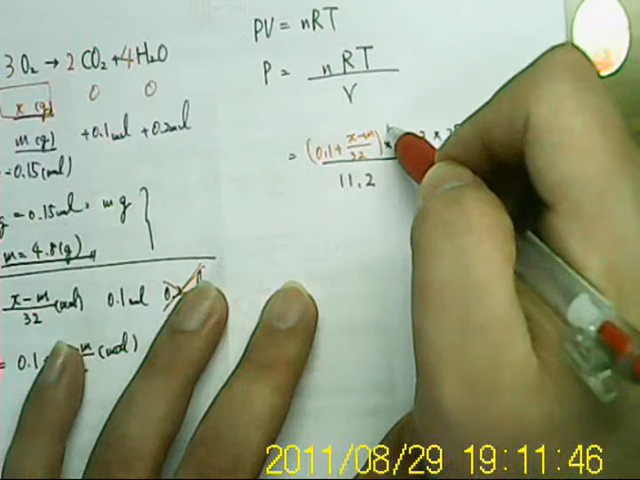 PV = nRT
3O₂ → 2CO₂ + 4H₂O
P = nRT / V
x (g) 0 0
m(g) +0.1mol +0.2mol
= 0.15(mol)
= (0.1 + x-m/32) ×
11.2
g = 0.15mol × m g
m = 4.8(g)
x-m/32 (mol) 0.1mol
= 0.1
(mol)
2011/08/29 19:11:46